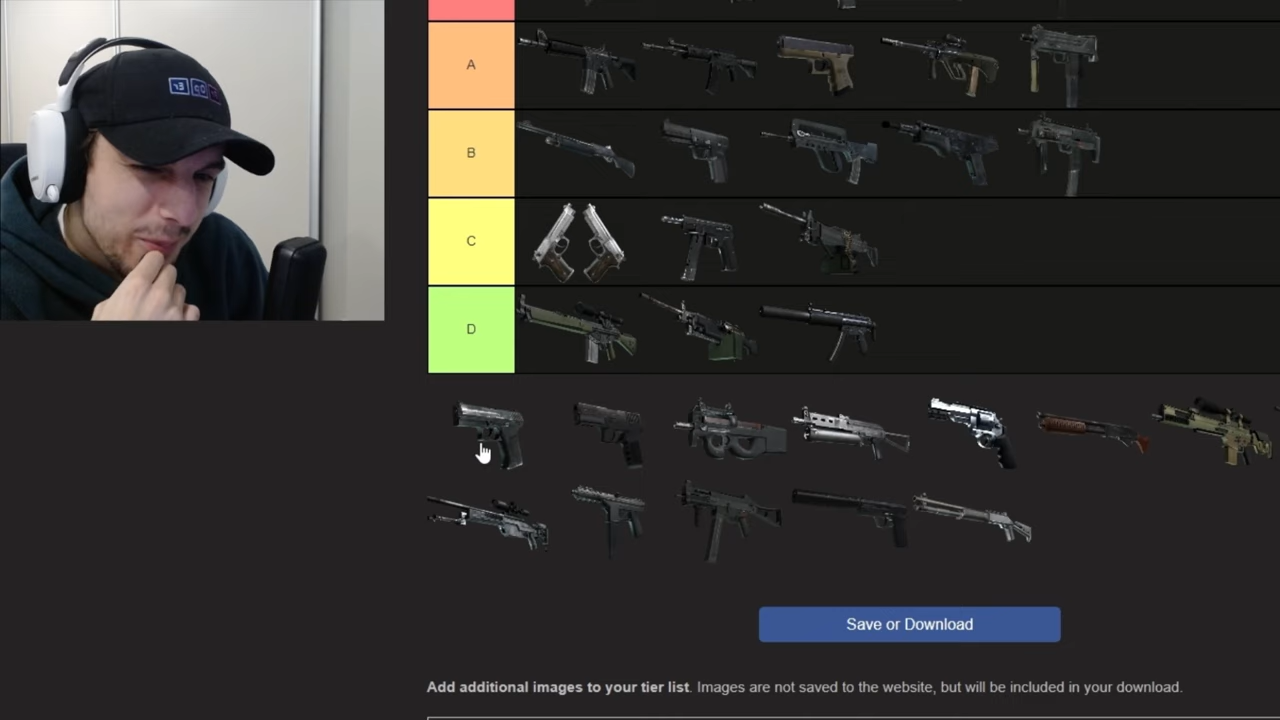 A
B
C
D
Save or Download
Add additional images to your tier list. Images are not saved to the website, but will be included in your download.